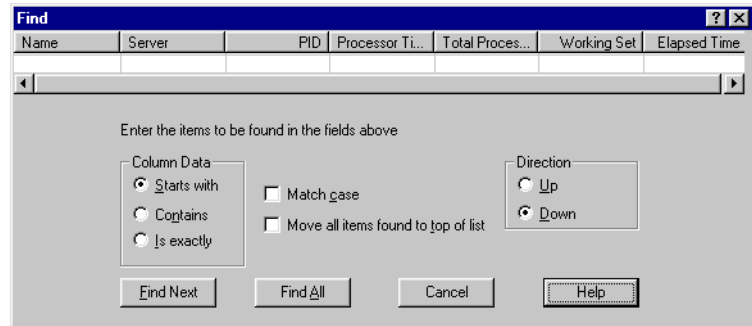 Find
Name Server PID Processor Ti... Total Proces... Working Set Elapsed Time
Enter the items to be found in the fields above
Column Data Direction
Starts with Up
Match case
Contains Down
Move all items found to top of list
Is exactly
Find Next Find All Cancel Help